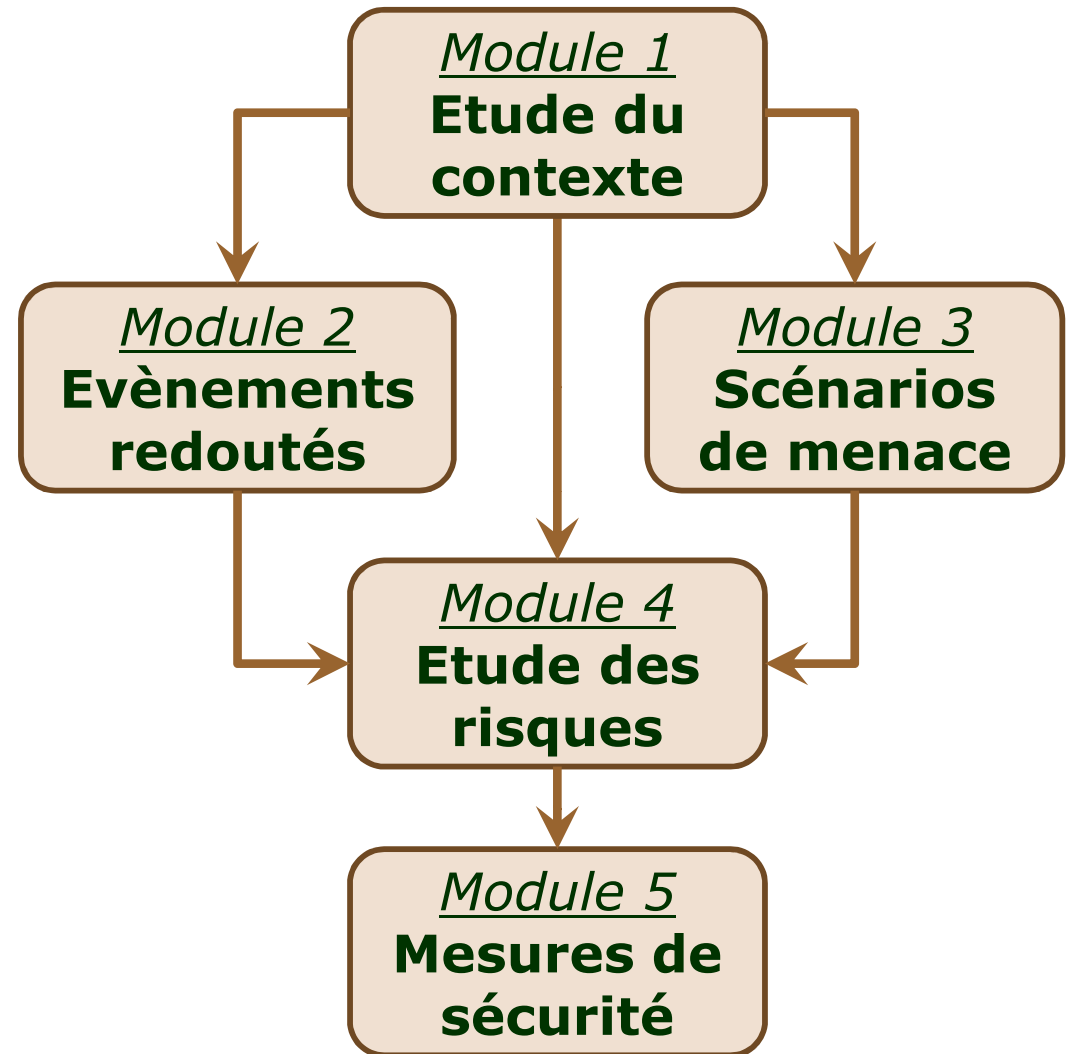 Module 1
Etude du
contexte
Module 2
Evènements
redoutés
Module 3
Scénarios
de menace
Module 4
Etude des
risques
Module 5
Mesures de
sécurité